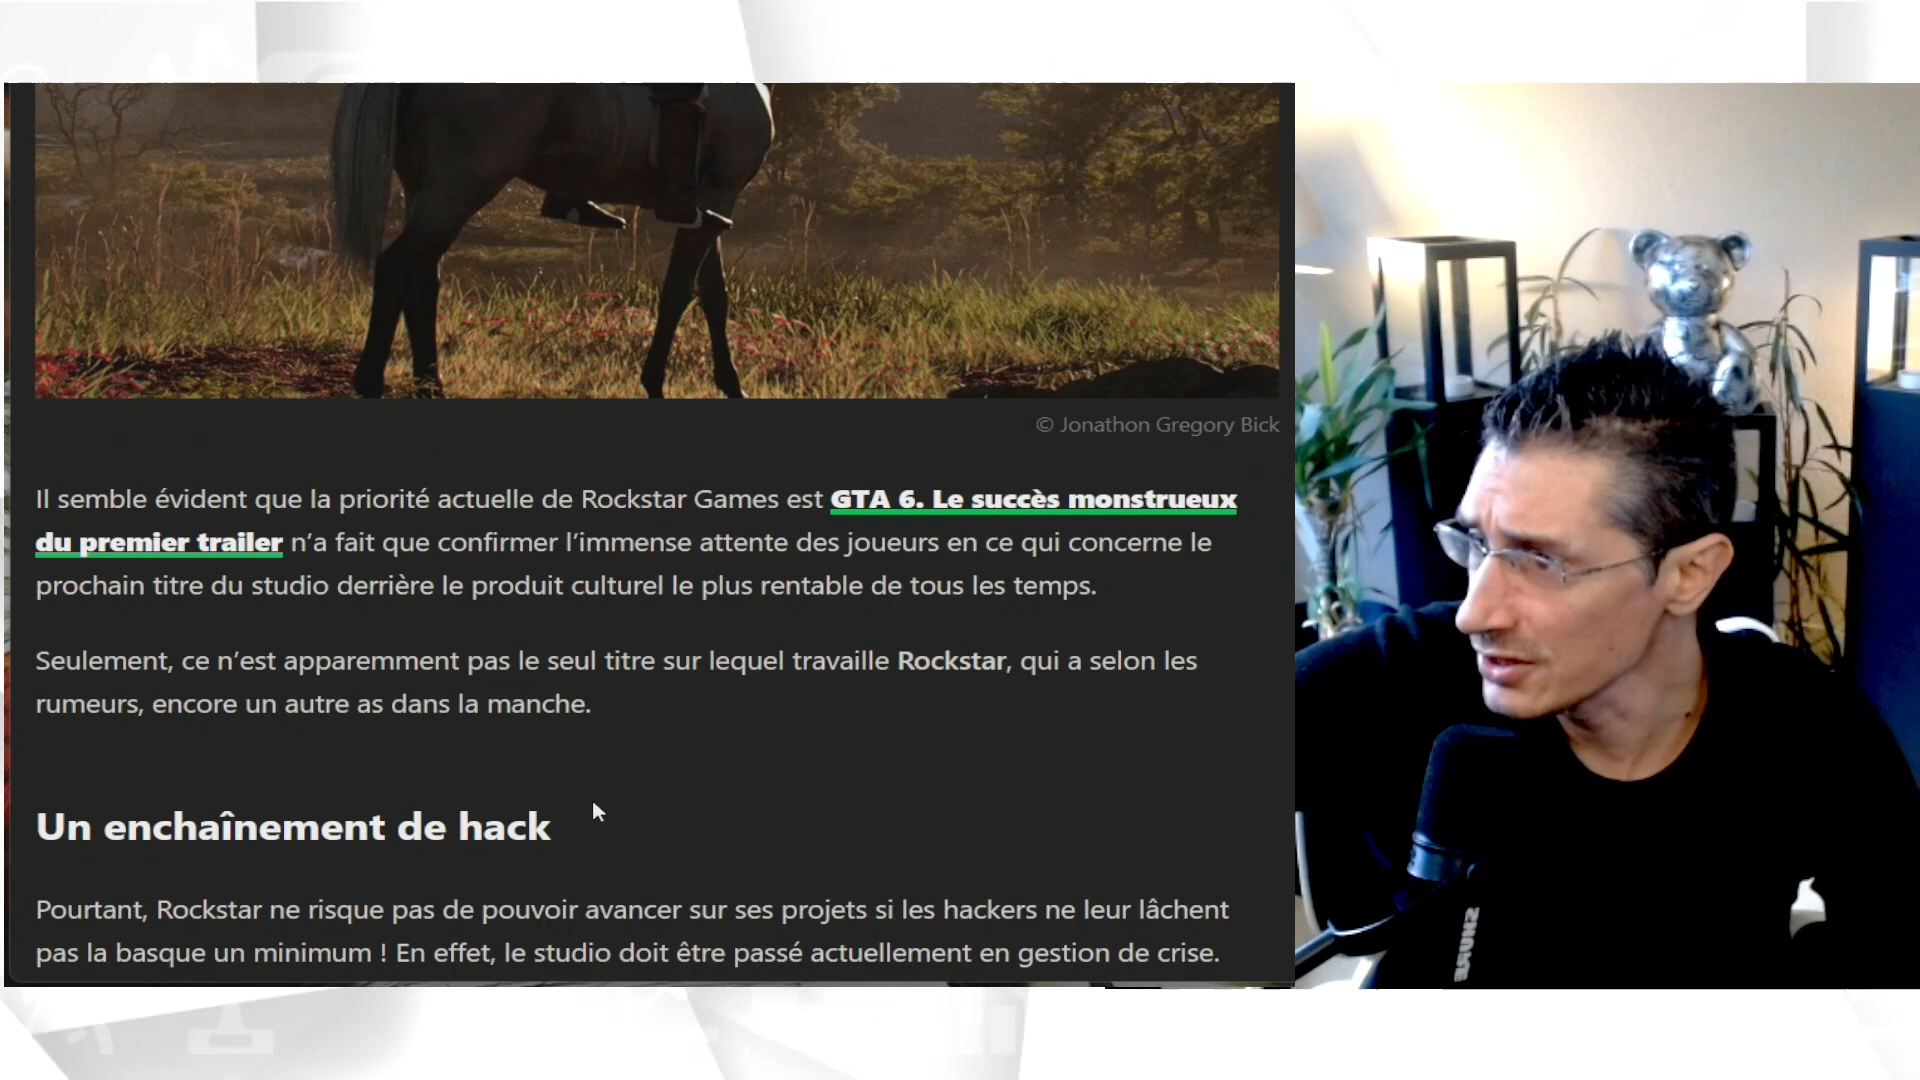 © Jonathon Gregory Bick
Il semble évident que la priorité actuelle de Rockstar Games est GTA 6. Le succès monstrueux
du premier trailer n’a fait que confirmer l’immense attente des joueurs en ce qui concerne le
prochain titre du studio derrière le produit culturel le plus rentable de tous les temps.
Seulement, ce n’est apparemment pas le seul titre sur lequel travaille Rockstar, qui a selon les
rumeurs, encore un autre as dans la manche.
Un enchaînement de hack
Pourtant, Rockstar ne risque pas de pouvoir avancer sur ses projets si les hackers ne leur lâchent
pas la basque un minimum ! En effet, le studio doit être passé actuellement en gestion de crise.
SHURE